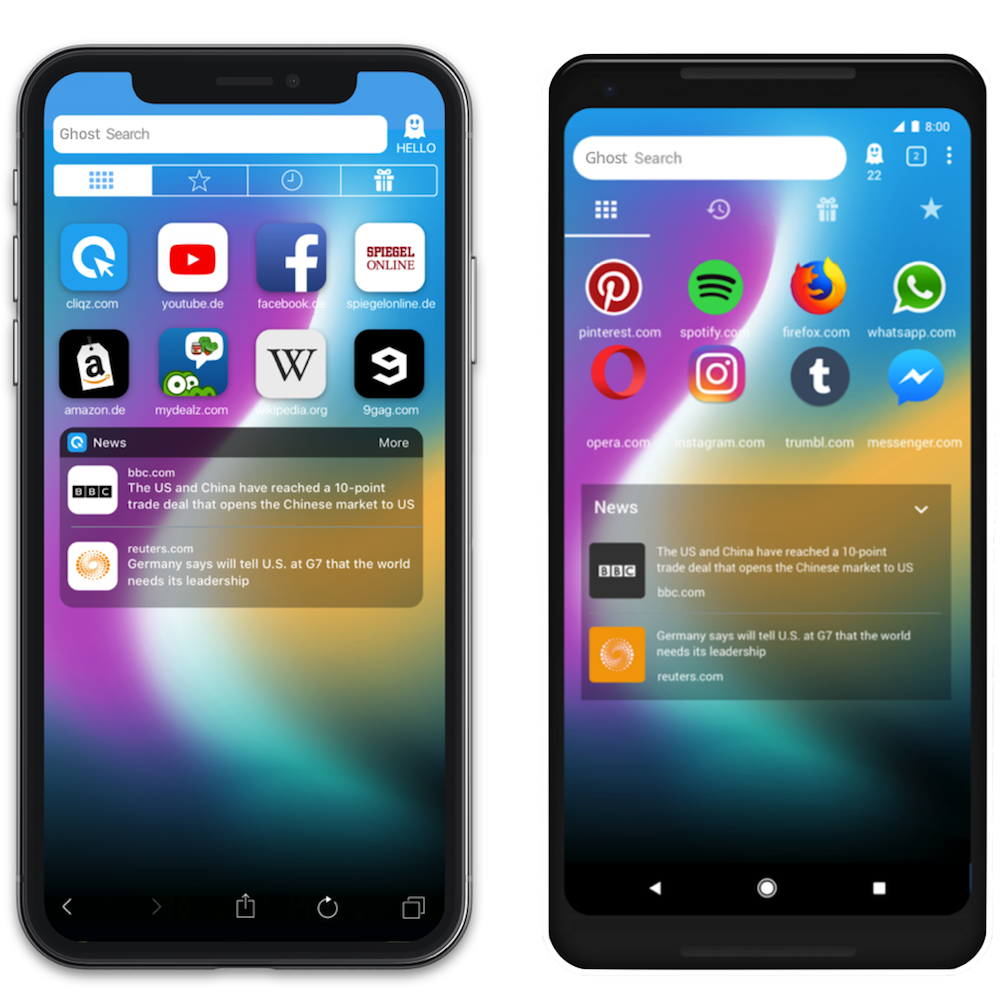 Ghost Search
HELLO
SPIEGEL
ONLINE
cliqz.com
youtube.de
facebook.de
spiegelonline.de
a
W
amazon.de
mydealz.com
wikipedia.org
9gag.com
News
More
BBC
bbc.com
The US and China have reached a 10-point
trade deal that opens the Chinese market to US
reuters.com
Germany says will tell U.S. at G7 that the world
needs its leadership
8:00
Ghost Search
22
2
pinterest.com
spotify.com
firefox.com
whatsapp.com
t
opera.com
instagram.com
trumbl.com
messenger.com
News
BBC
The US and China have reached a 10-point
trade deal that opens the Chinese market to US
bbc.com
Germany says will tell U.S. at G7 that the world
needs its leadership
reuters.com